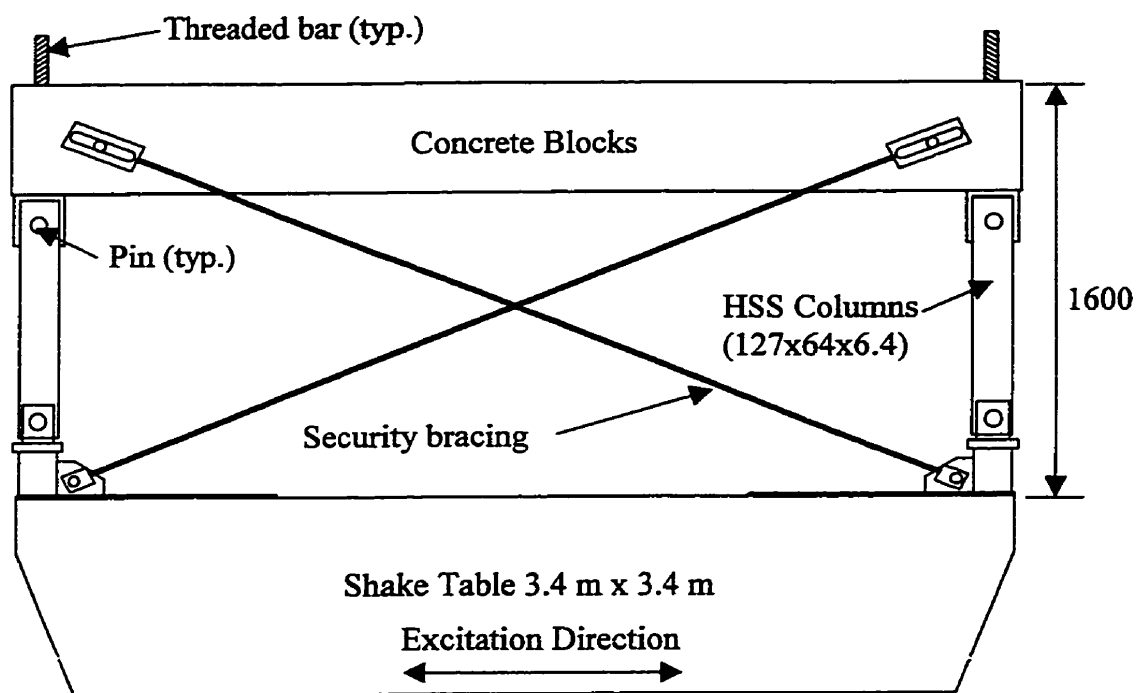 Threaded bar (typ.)
Concrete Blocks
Pin (typ.)
HSS Columns
(127x64x6.4)
1600
Security bracing
Shake Table 3.4 m x 3.4 m
Excitation Direction